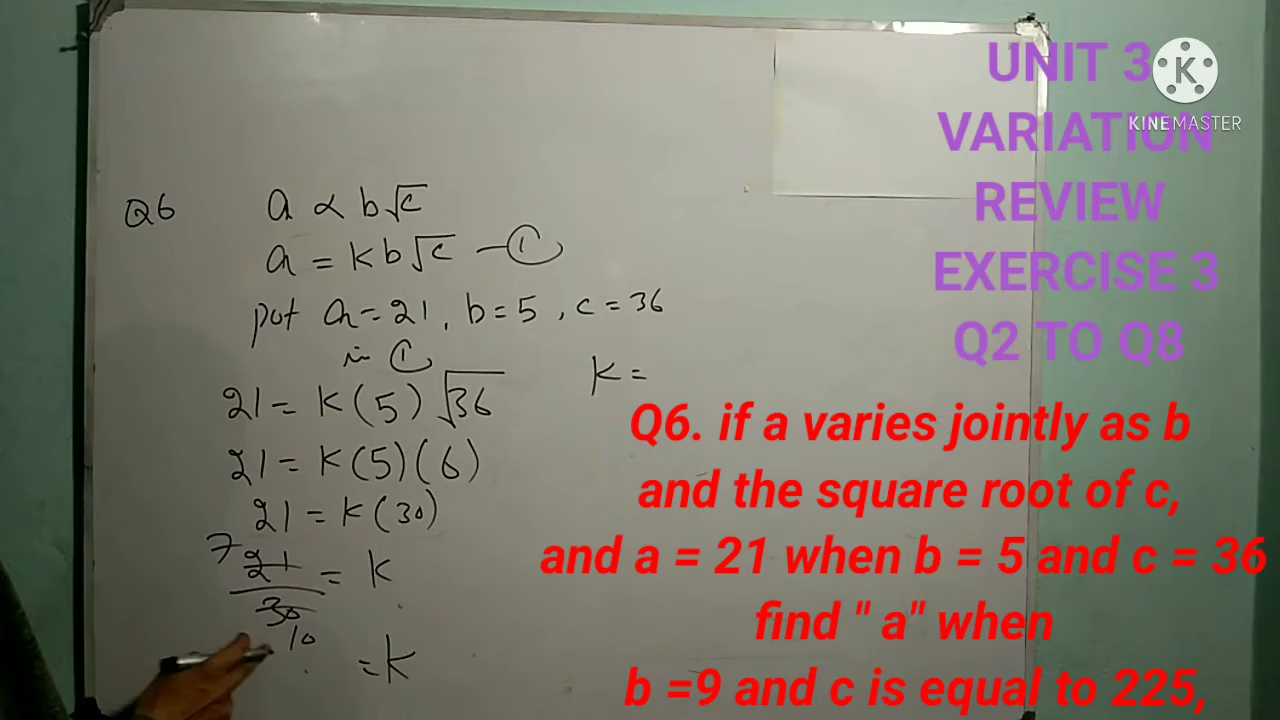 Q6 a ∝ b√c
a = k b√c — ①
put a = 21, b = 5, c = 36
in ①
21 = k(5)√36
21 = k(5)(6)
21 = k(30)
7
21/30 = k
10
= k
k =
UNIT 3
VARIATION
REVIEW
EXERCISE 3
Q2 TO Q8
K
KINEMASTER
Q6. if a varies jointly as b
and the square root of c,
and a = 21 when b = 5 and c = 36
find " a" when
b =9 and c is equal to 225,